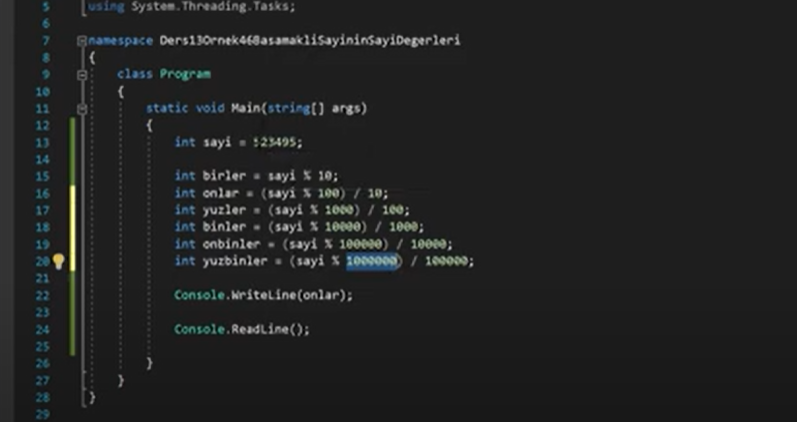 5 using System.Threading.Tasks;
6
7 namespace Ders13Ornek46BasamakliSayininSayiDegerleri
8 {
9 class Program
10 {
11 static void Main(string[] args)
12 {
13 int sayi = 523495;
14
15 int birler = sayi % 10;
16 int onlar = (sayi % 100) / 10;
17 int yuzler = (sayi % 1000) / 100;
18 int binler = (sayi % 10000) / 1000;
19 int onbinler = (sayi % 100000) / 10000;
20 int yuzbinler = (sayi % 1000000) / 100000;
21
22 Console.WriteLine(onlar);
23
24 Console.ReadLine();
25
26 }
27 }
28 }
29